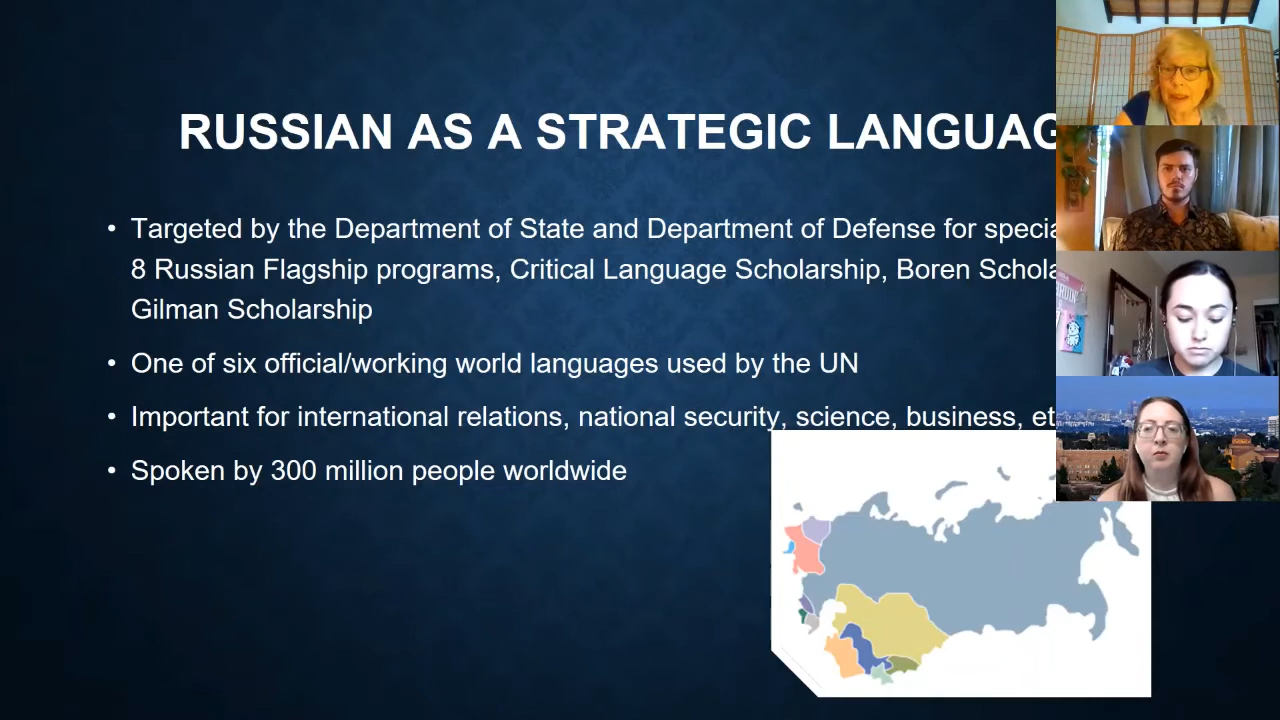 RUSSIAN AS A STRATEGIC LANGUAG
• Targeted by the Department of State and Department of Defense for specia
8 Russian Flagship programs, Critical Language Scholarship, Boren Schola
Gilman Scholarship
• One of six official/working world languages used by the UN
• Important for international relations, national security, science, business, et
• Spoken by 300 million people worldwide